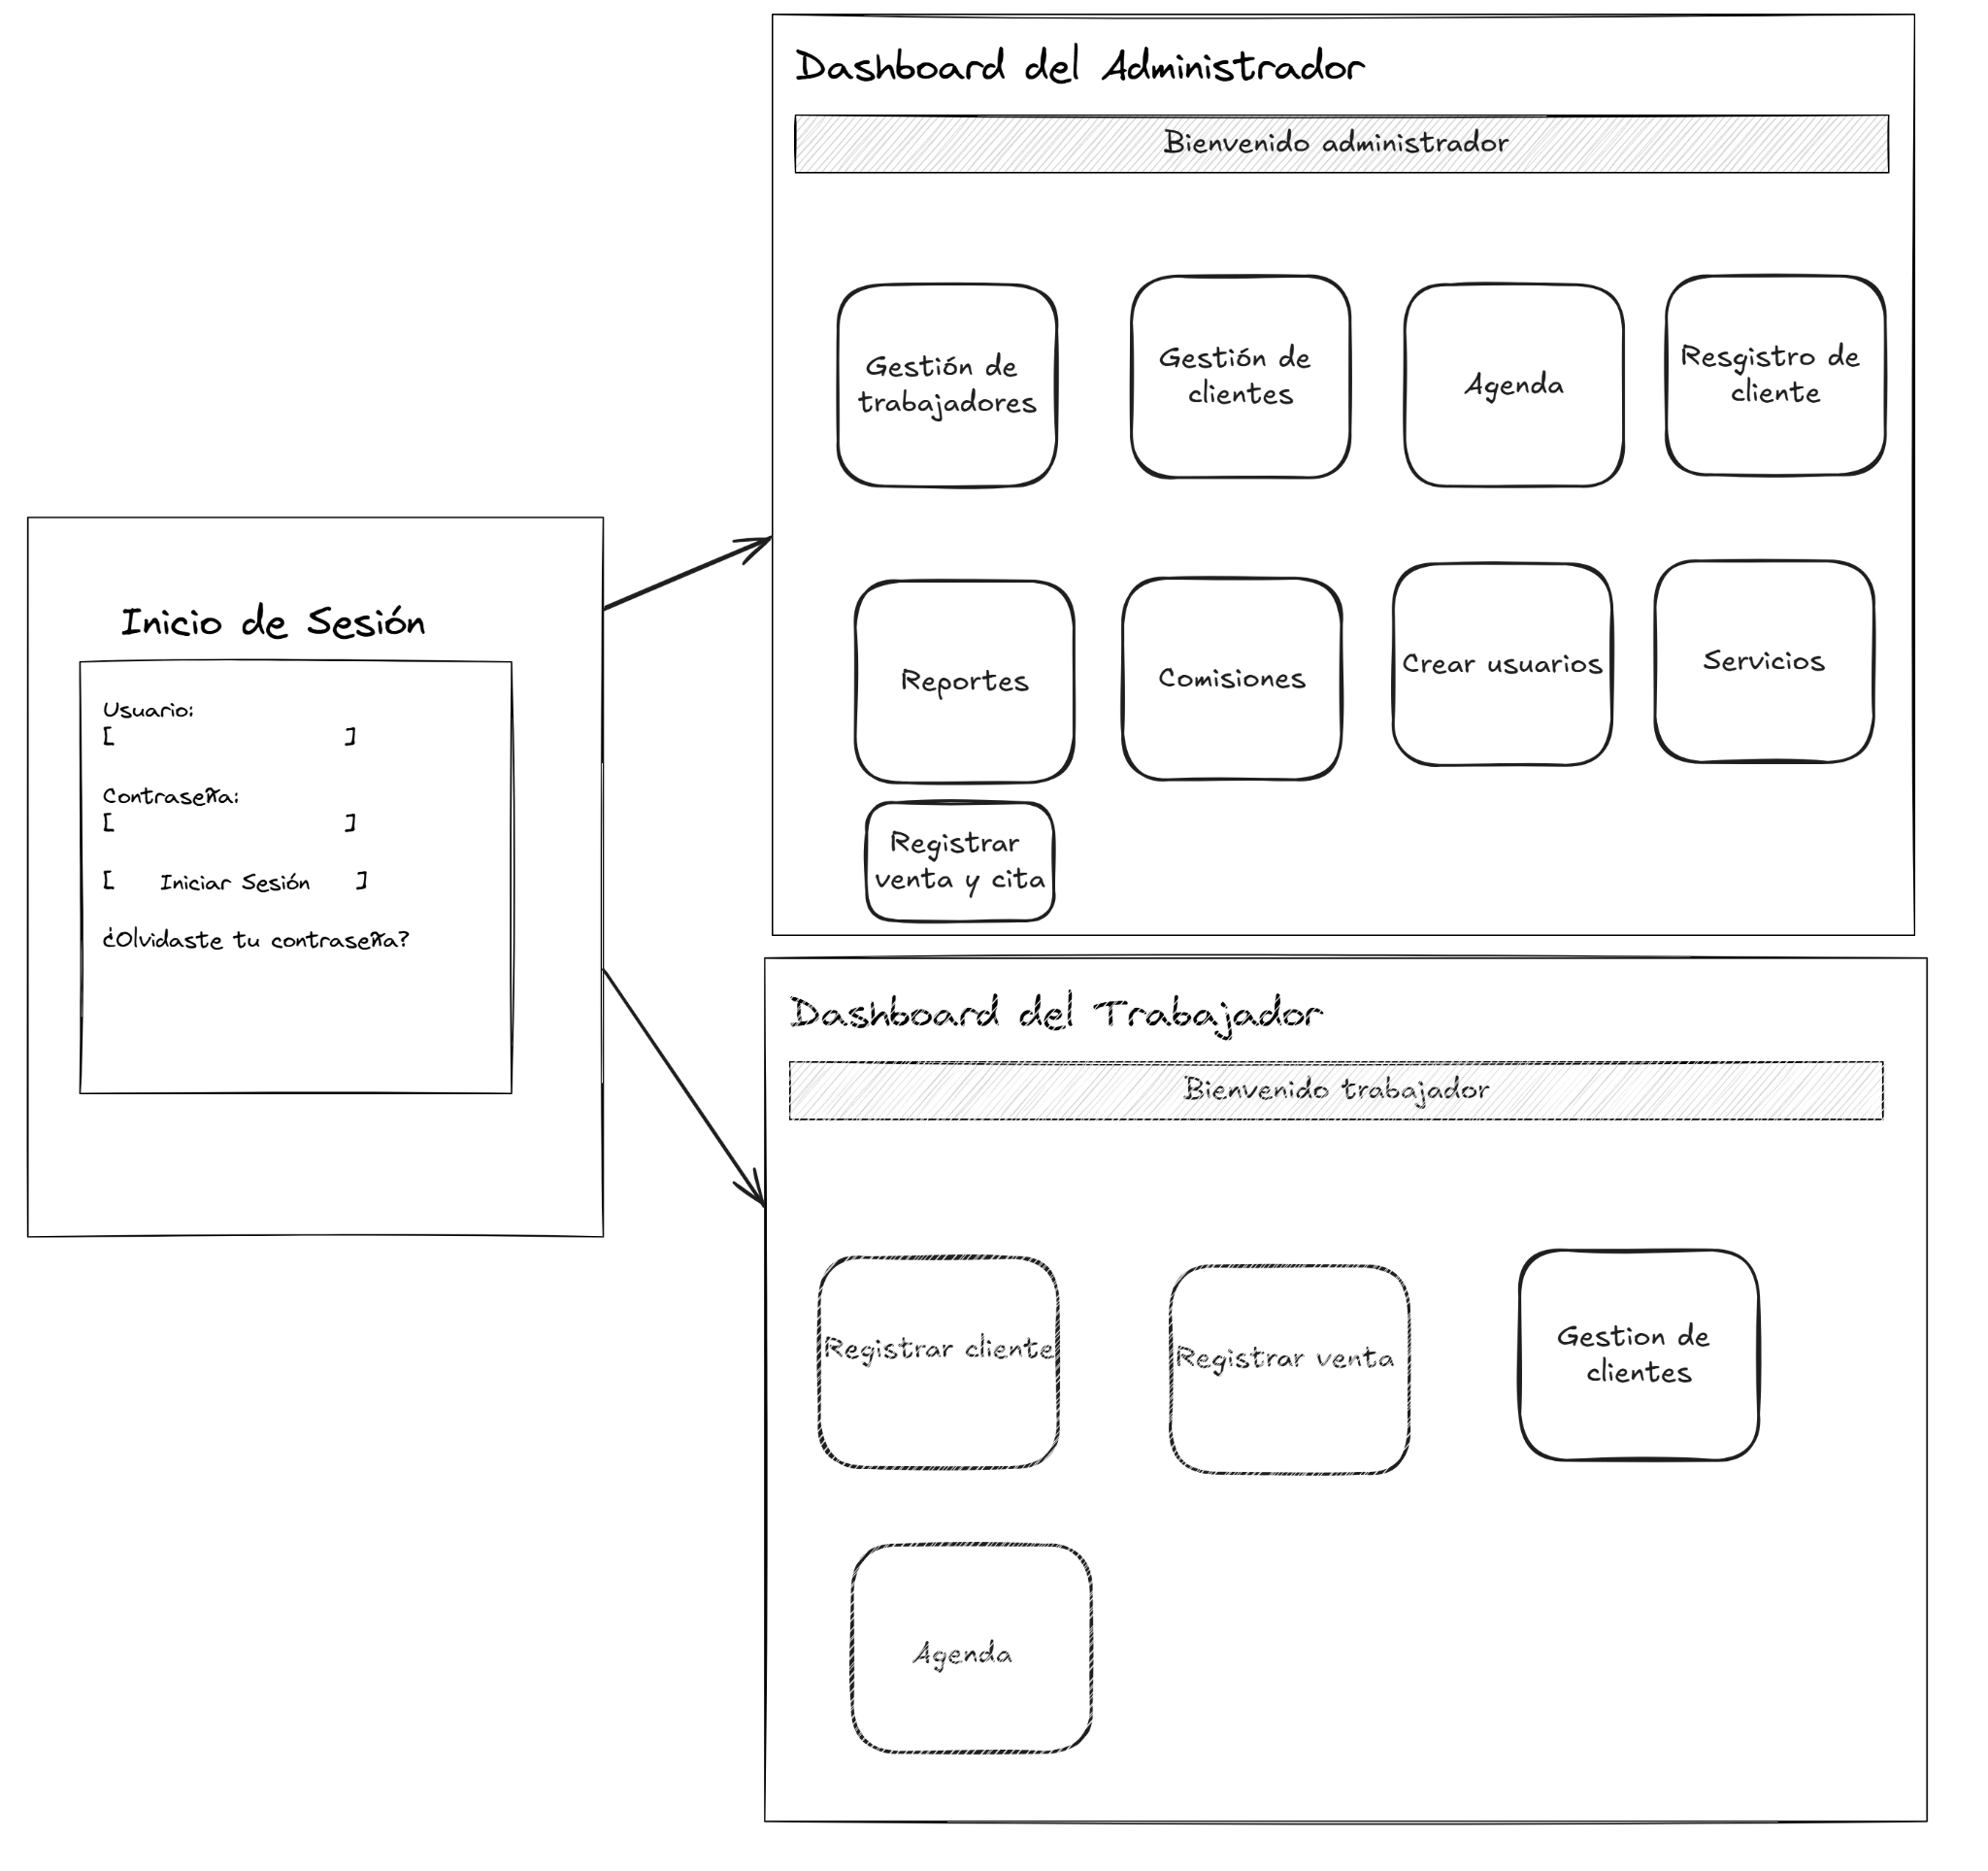 Inicio de Sesión
Usuario:
[ ]
Contraseña:
[ ]
[ Iniciar Sesión ]
¿Olvidaste tu contraseña?
Dashboard del Administrador
Bienvenido administrador
Gestión de
trabajadores
Gestión de
clientes
Agenda
Resgistro de
cliente
Reportes
Comisiones
Crear usuarios
Servicios
Registrar
venta y cita
Dashboard del Trabajador
Bienvenido trabajador
Registrar cliente
Registrar venta
Gestion de
clientes
Agenda